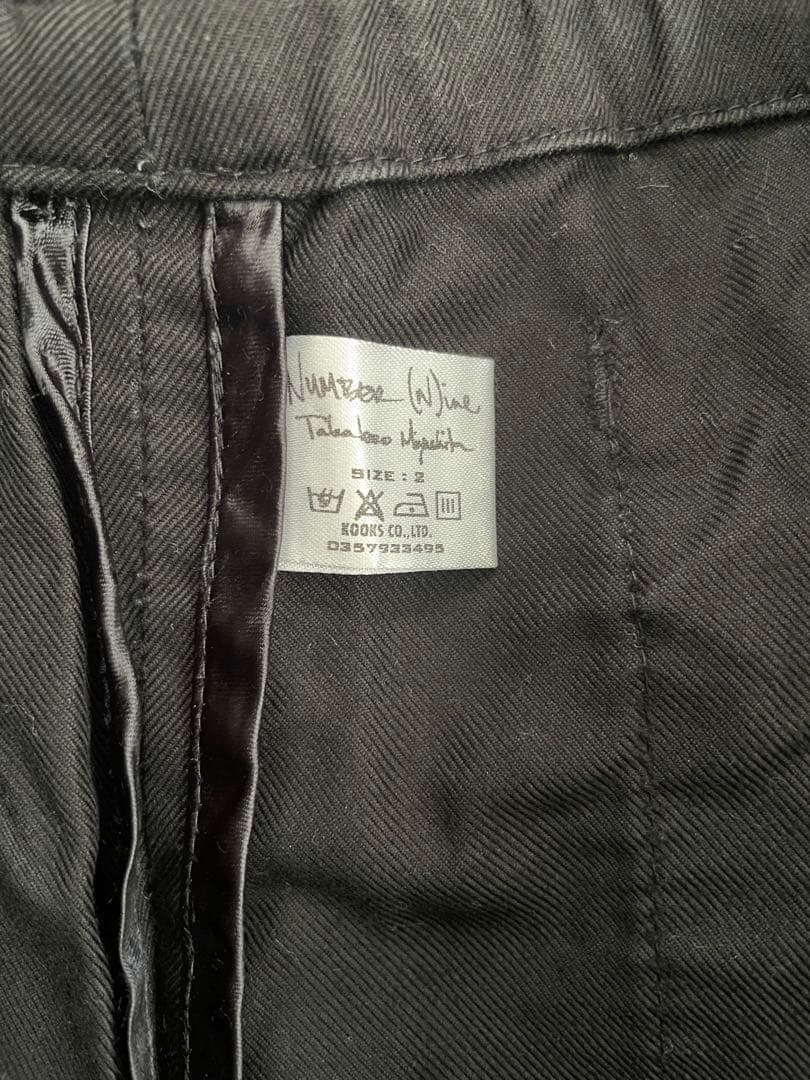 NUMBER (N)ine
Takahiro Miyashita
SIZE : 2
KOOKS CO.,LTD.
0357933495